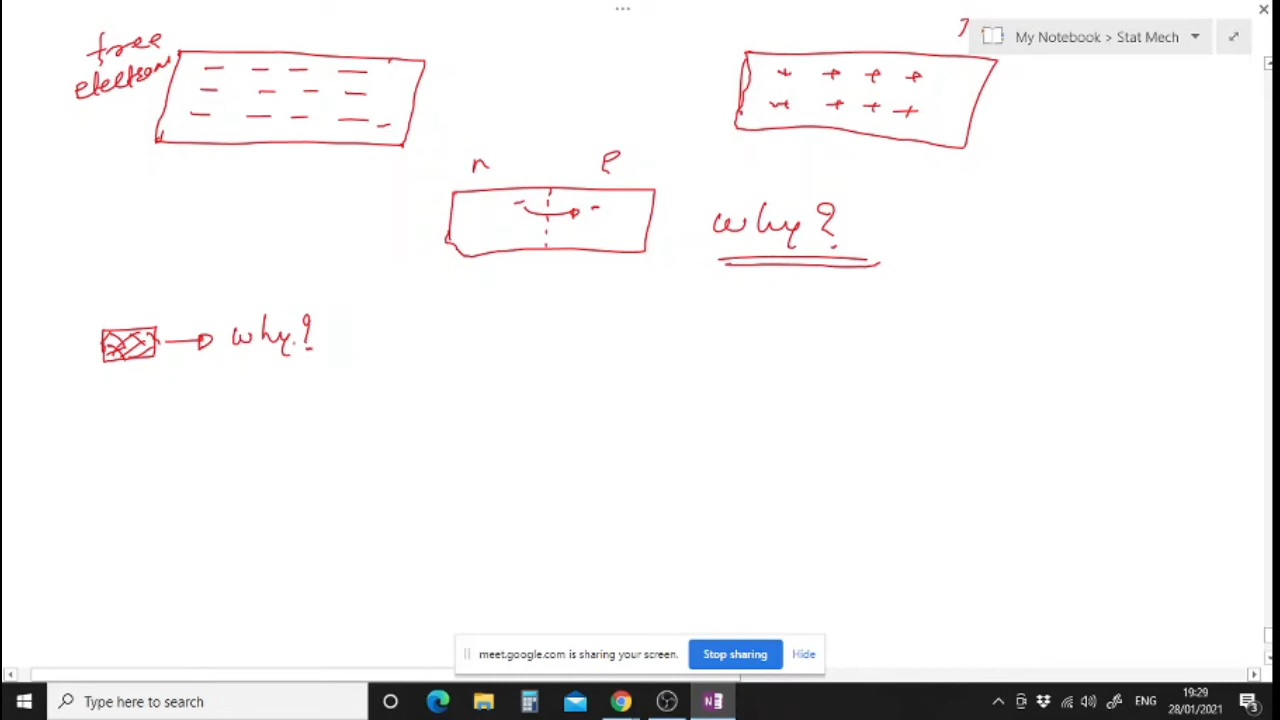 My Notebook > Stat Mech
free
electrons
n P
why?
why?
meet.google.com is sharing your screen.
Stop sharing
Hide
Type here to search
ENG
19:29
28/01/2021
3